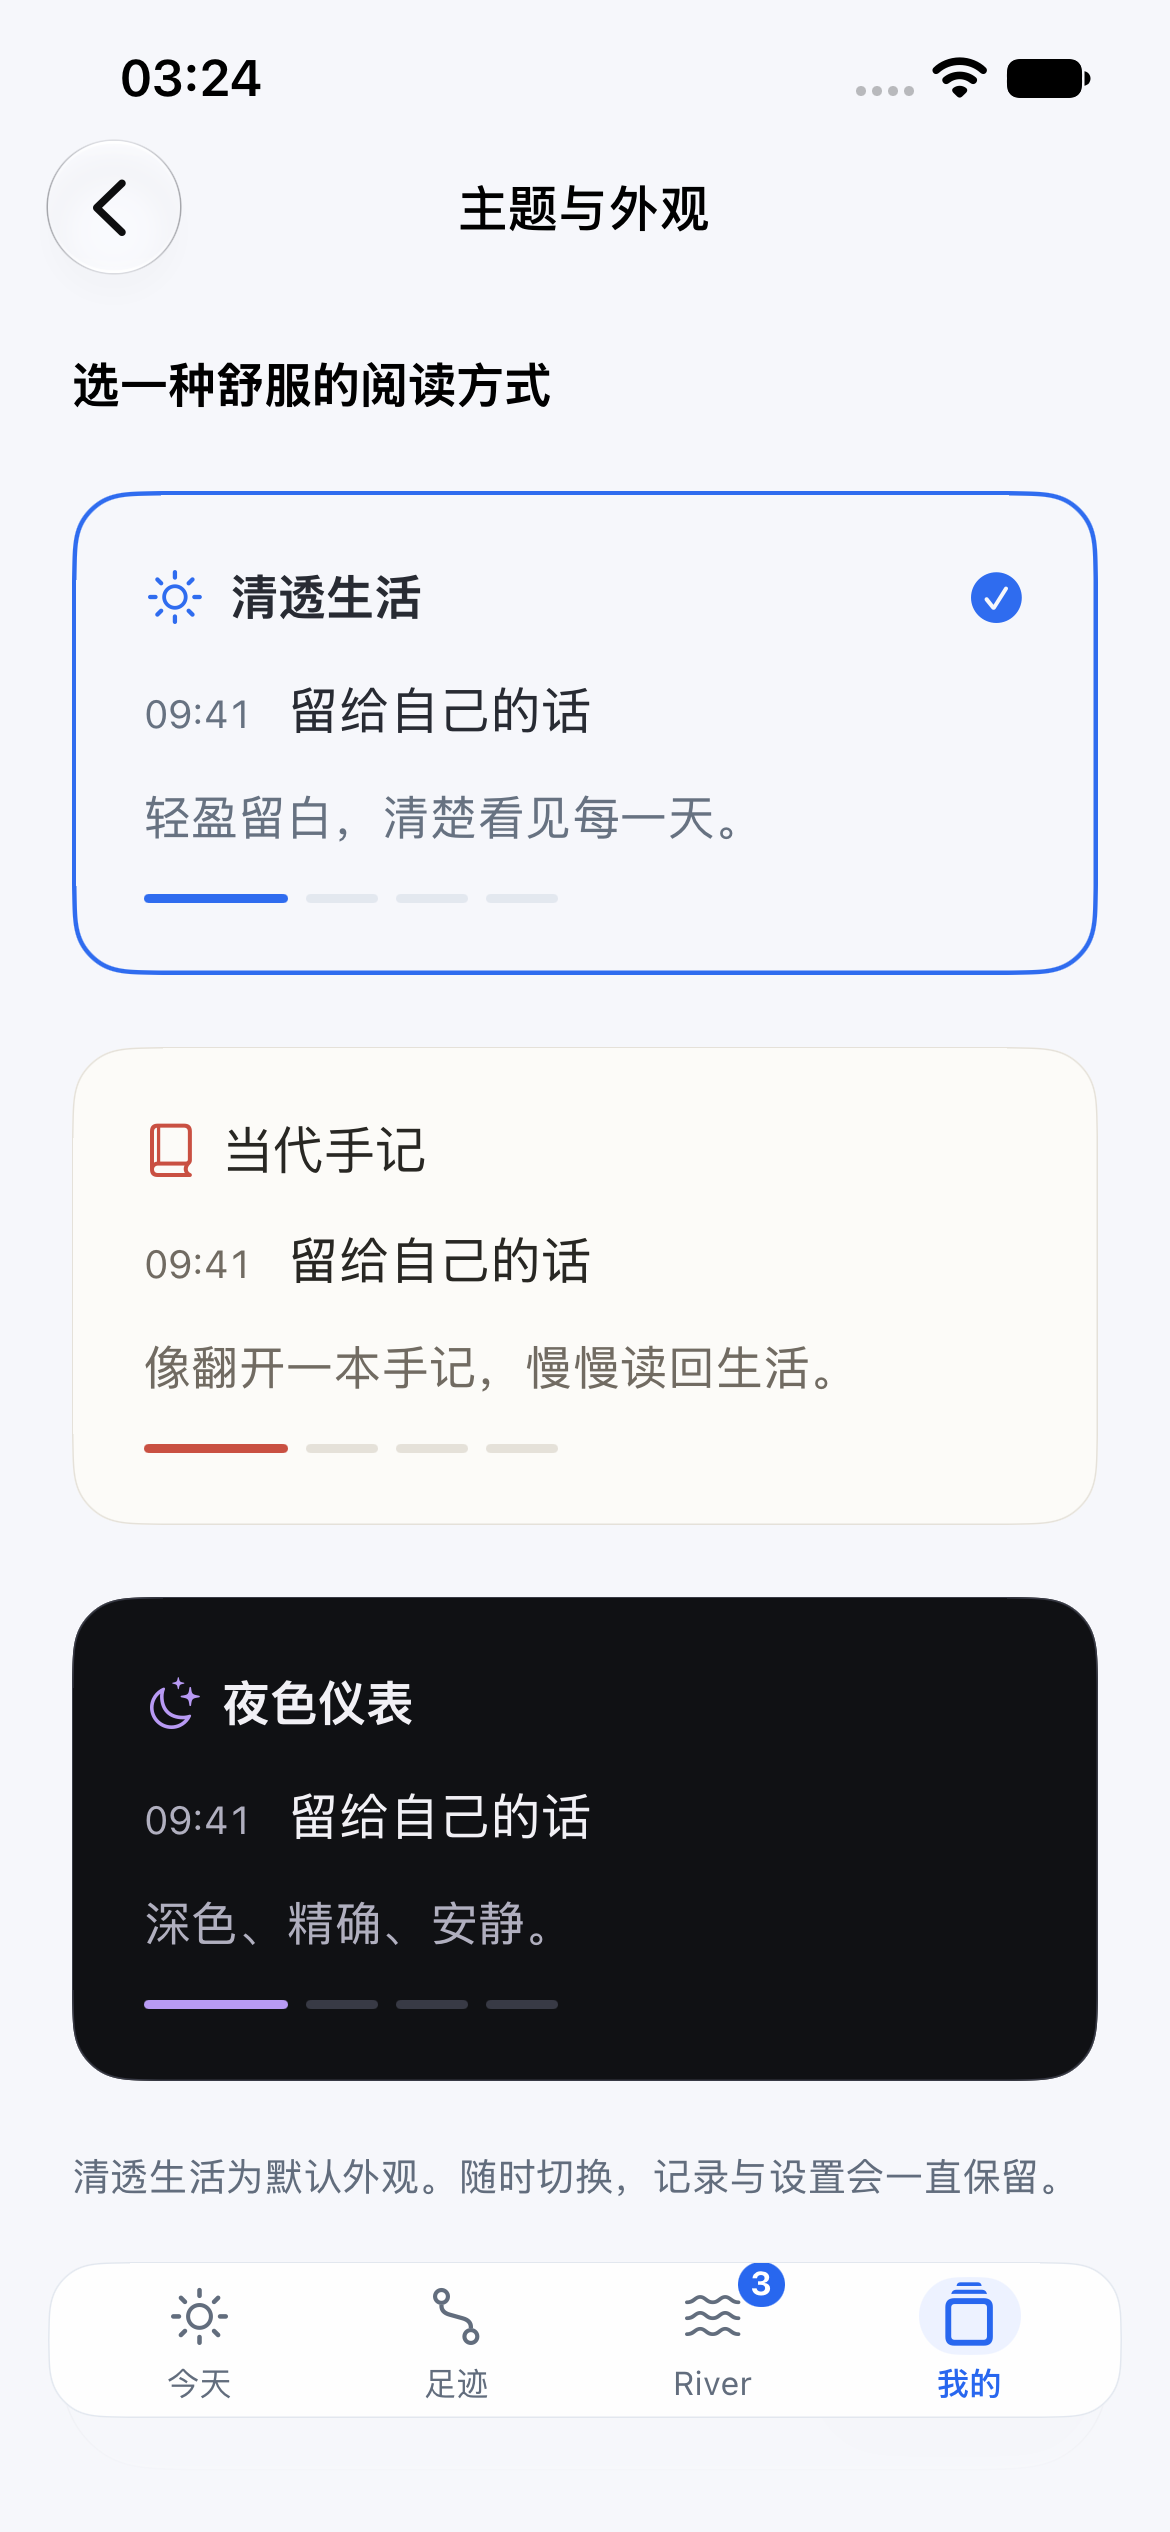 03:24
主题与外观
选一种舒服的阅读方式
清透生活
09:41 留给自己的话
轻盈留白，清楚看见每一天。
当代手记
09:41 留给自己的话
像翻开一本手记，慢慢读回生活。
夜色仪表
09:41 留给自己的话
深色、精确、安静。
清透生活为默认外观。随时切换，记录与设置会一直保留。
3
今天 足迹 River 我的